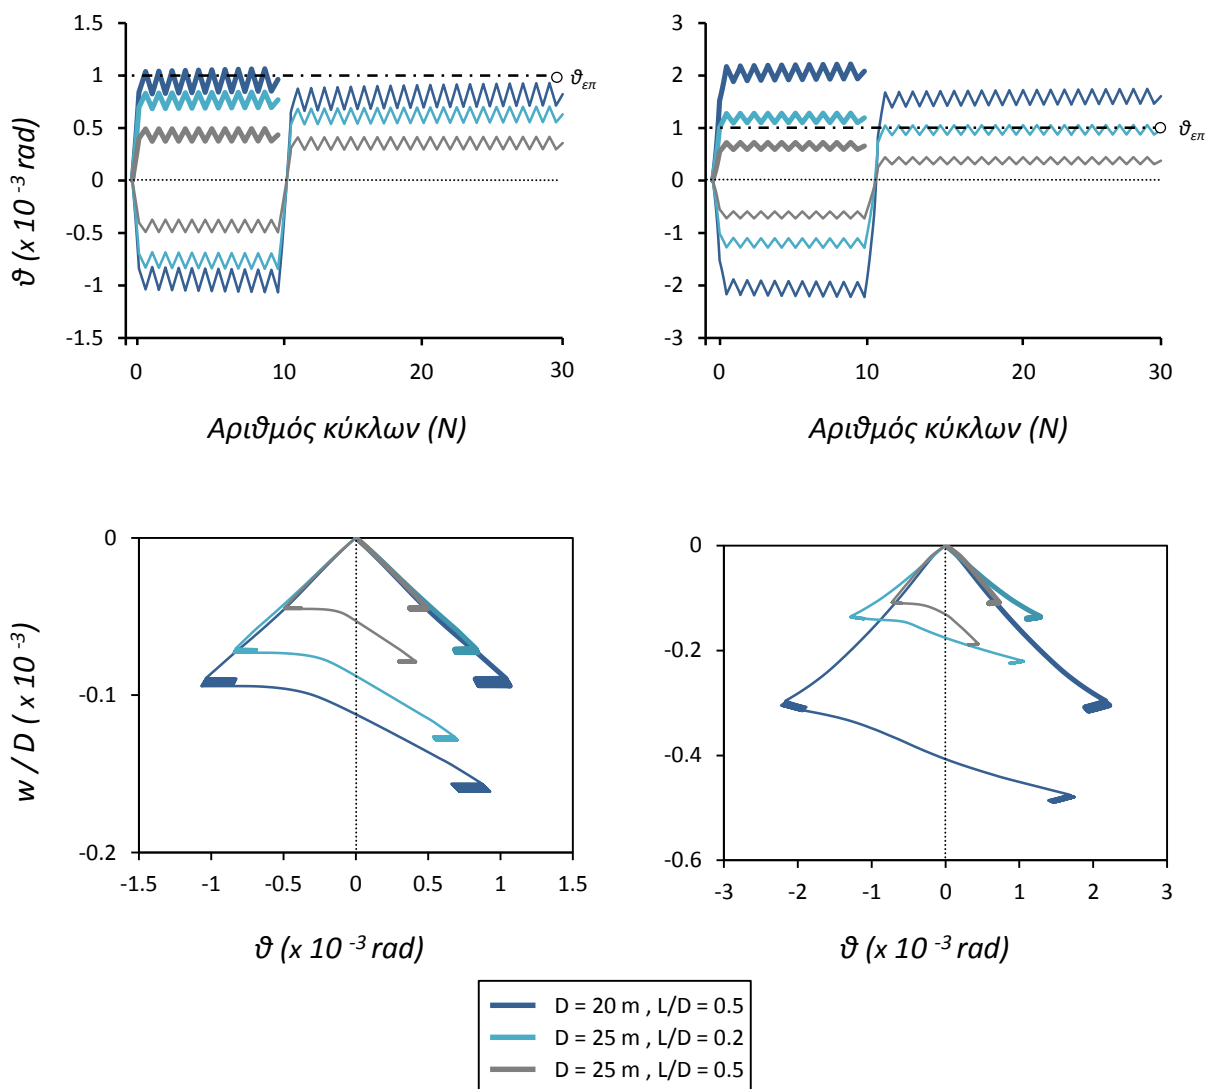 1.5
1
0.5
0
-0.5
-1
-1.5
ϑ (x 10 -3 rad)
ϑεπ
0 10 20 30
Αριθμός κύκλων (Ν)
3
2
1
0
-1
-2
-3
ϑεπ
0 10 20 30
Αριθμός κύκλων (Ν)
0
-0.1
-0.2
w / D ( x 10 -3)
-1.5 -1 -0.5 0 0.5 1 1.5
ϑ (x 10 -3 rad)
0
-0.2
-0.4
-0.6
-3 -2 -1 0 1 2 3
ϑ (x 10 -3 rad)
D = 20 m , L/D = 0.5
D = 25 m , L/D = 0.2
D = 25 m , L/D = 0.5